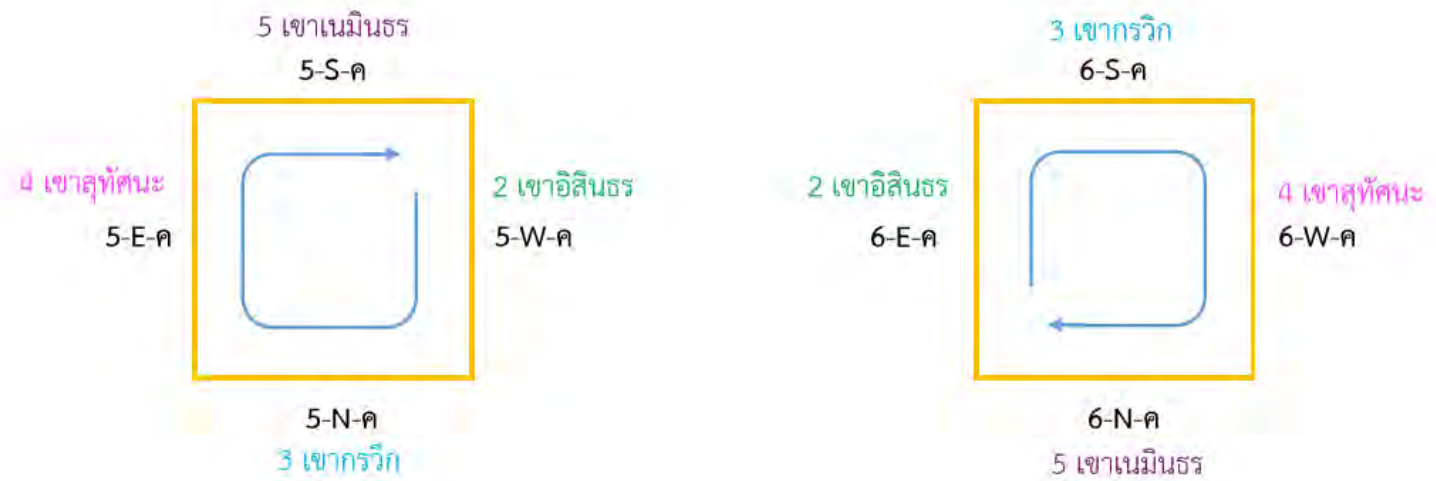 5 เขาเนมินธร
5-S-ค
4 เขาสุทัศนะ
5-E-ค
2 เขาอิสินธร
5-W-ค
5-N-ค
3 เขากรวิก
3 เขากรวิก
6-S-ค
2 เขาอิสินธร
6-E-ค
4 เขาสุทัศนะ
6-W-ค
6-N-ค
5 เขาเนมินธร